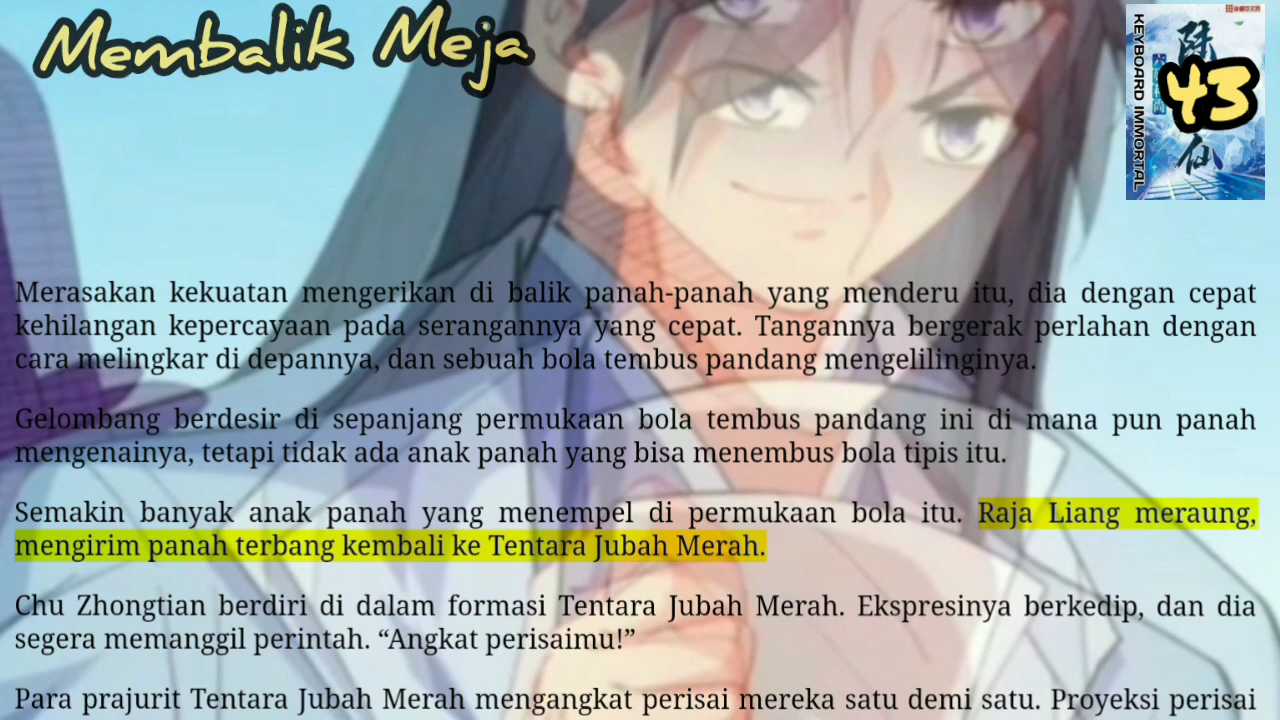 Membalik Meja
KEYBOARD IMMORTAL
43
仙
Merasakan kekuatan mengerikan di balik panah-panah yang menderu itu, dia dengan cepat
kehilangan kepercayaan pada serangannya yang cepat. Tangannya bergerak perlahan dengan
cara melingkar di depannya, dan sebuah bola tembus pandang mengelilinginya.
Gelombang berdesir di sepanjang permukaan bola tembus pandang ini di mana pun panah
mengenainya, tetapi tidak ada anak panah yang bisa menembus bola tipis itu.
Semakin banyak anak panah yang menempel di permukaan bola itu. Raja Liang meraung,
mengirim panah terbang kembali ke Tentara Jubah Merah.
Chu Zhongtian berdiri di dalam formasi Tentara Jubah Merah. Ekspresinya berkedip, dan dia
segera memanggil perintah. “Angkat perisaimu!”
Para prajurit Tentara Jubah Merah mengangkat perisai mereka satu demi satu. Proyeksi perisai